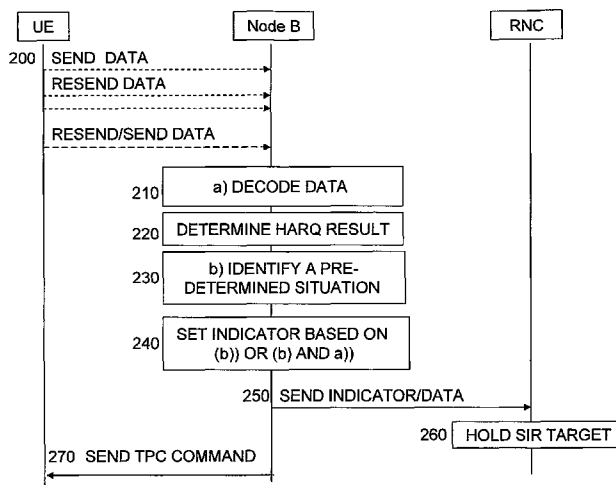 UE
Node B
RNC
200
SEND DATA
RESEND DATA
RESEND/SEND DATA
210
a) DECODE DATA
220
DETERMINE HARQ RESULT
230
b) IDENTIFY A PRE-
DETERMINED SITUATION
240
SET INDICATOR BASED ON
(b)) OR (b) AND a))
250 SEND INDICATOR/DATA
260
HOLD SIR TARGET
270 SEND TPC COMMAND